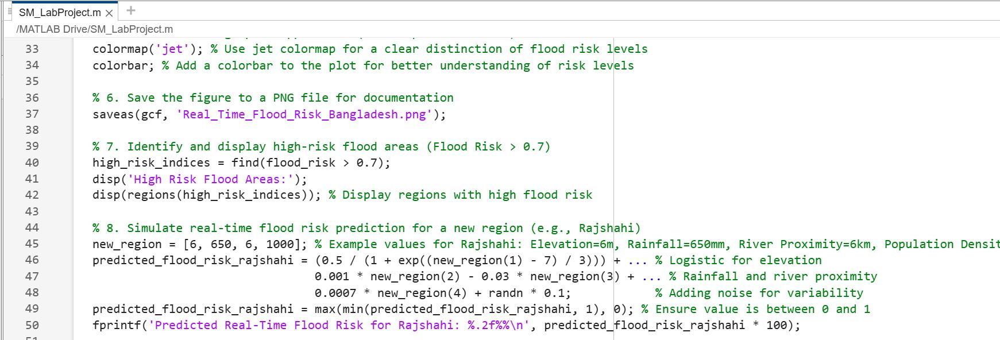 SM_LabProject.m × +
/MATLAB Drive/SM_LabProject.m
33 colormap('jet'); % Use jet colormap for a clear distinction of flood risk levels
34 colorbar; % Add a colorbar to the plot for better understanding of risk levels
35
36 % 6. Save the figure to a PNG file for documentation
37 saveas(gcf, 'Real_Time_Flood_Risk_Bangladesh.png');
38
39 % 7. Identify and display high-risk flood areas (Flood Risk > 0.7)
40 high_risk_indices = find(flood_risk > 0.7);
41 disp('High Risk Flood Areas:');
42 disp(regions(high_risk_indices)); % Display regions with high flood risk
43
44 % 8. Simulate real-time flood risk prediction for a new region (e.g., Rajshahi)
45 new_region = [6, 650, 6, 1000]; % Example values for Rajshahi: Elevation=6m, Rainfall=650mm, River Proximity=6km, Population Densit
46 predicted_flood_risk_rajshahi = (0.5 / (1 + exp((new_region(1) - 7) / 3))) + ... % Logistic for elevation
47 0.001 * new_region(2) - 0.03 * new_region(3) + ... % Rainfall and river proximity
48 0.0007 * new_region(4) + randn * 0.1; % Adding noise for variability
49 predicted_flood_risk_rajshahi = max(min(predicted_flood_risk_rajshahi, 1), 0); % Ensure value is between 0 and 1
50 fprintf('Predicted Real-Time Flood Risk for Rajshahi: %.2f%%\n', predicted_flood_risk_rajshahi * 100);